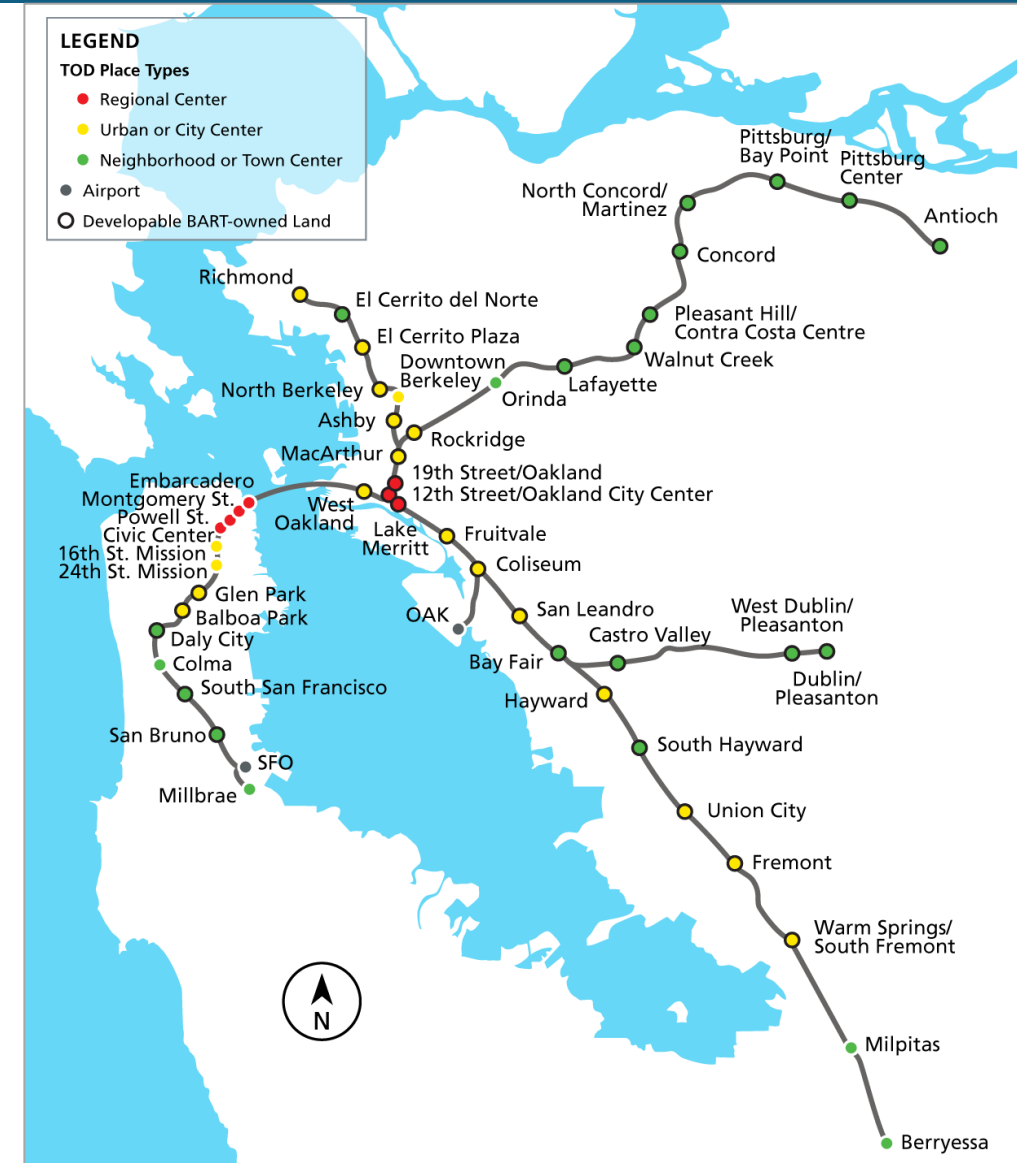 LEGEND
TOD Place Types
Regional Center
Urban or City Center
Neighborhood or Town Center
Airport
Developable BART-owned Land
Pittsburg/
Bay Point
Pittsburg
Center
North Concord/
Martinez
Antioch
Concord
Richmond
El Cerrito del Norte
Pleasant Hill/
Contra Costa Centre
El Cerrito Plaza
Walnut Creek
Downtown
Berkeley
Lafayette
North Berkeley
Orinda
Ashby
Rockridge
MacArthur
19th Street/Oakland
12th Street/Oakland City Center
Embarcadero
Montgomery St.
Powell St.
Civic Center
16th St. Mission
24th St. Mission
West
Oakland
Lake
Merritt
Fruitvale
Coliseum
Glen Park
Balboa Park
Daly City
Colma
OAK
San Leandro
Castro Valley
West Dublin/
Pleasanton
Bay Fair
Dublin/
Pleasanton
South San Francisco
Hayward
San Bruno
South Hayward
SFO
Millbrae
Union City
Fremont
Warm Springs/
South Fremont
N
Milpitas
Berryessa